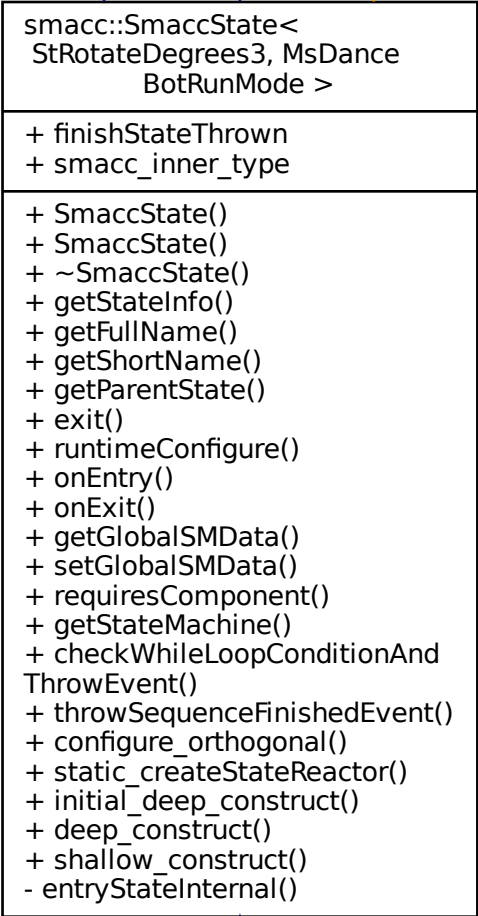 smacc::SmaccState<
StRotateDegrees3, MsDance
BotRunMode >
+ finishStateThrown
+ smacc_inner_type
+ SmaccState()
+ SmaccState()
+ ~SmaccState()
+ getStateInfo()
+ getFullName()
+ getShortName()
+ getParentState()
+ exit()
+ runtimeConfigure()
+ onEntry()
+ onExit()
+ getGlobalSMData()
+ setGlobalSMData()
+ requiresComponent()
+ getStateMachine()
+ checkWhileLoopConditionAnd
ThrowEvent()
+ throwSequenceFinishedEvent()
+ configure_orthogonal()
+ static_createStateReactor()
+ initial_deep_construct()
+ deep_construct()
+ shallow_construct()
- entryStateInternal()